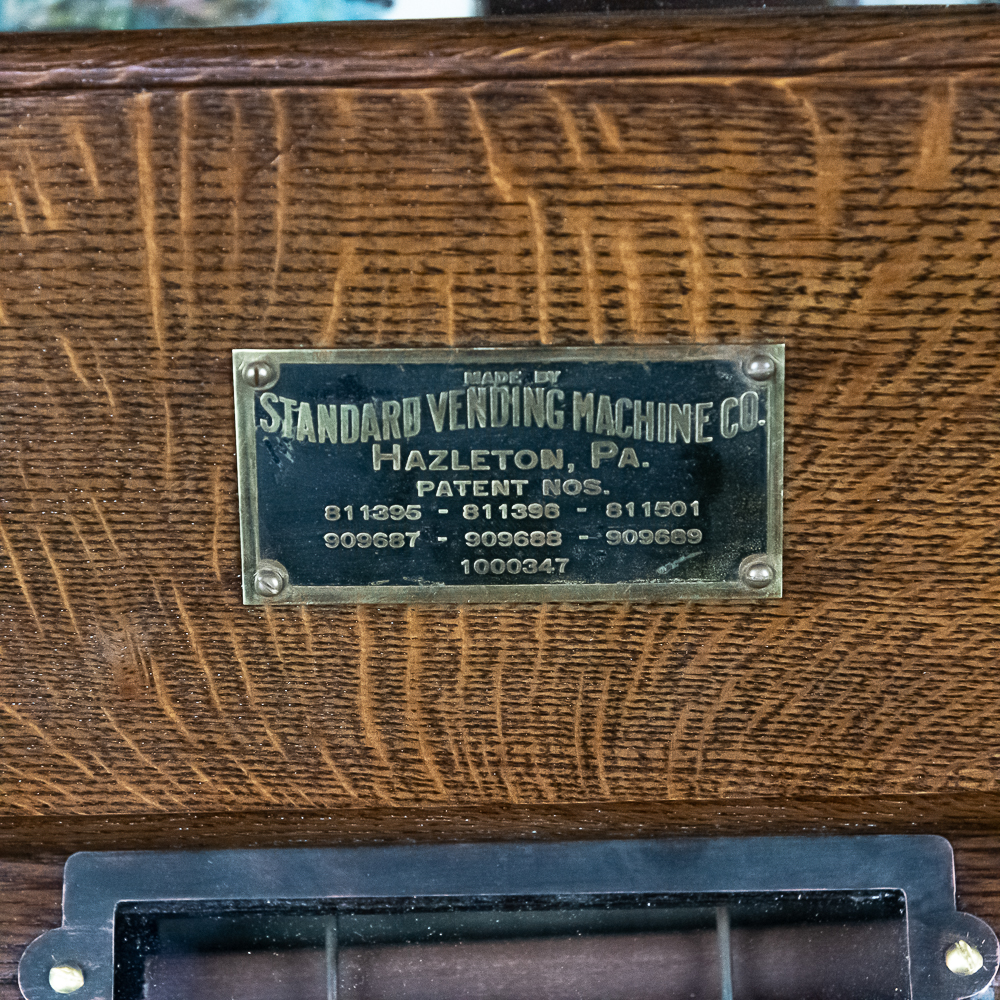 MADE BY
STANDARD VENDING MACHINE CO.
HAZLETON, PA.
PATENT NOS.
811395 - 811396 - 811501
909687 - 909688 - 909689
1000347